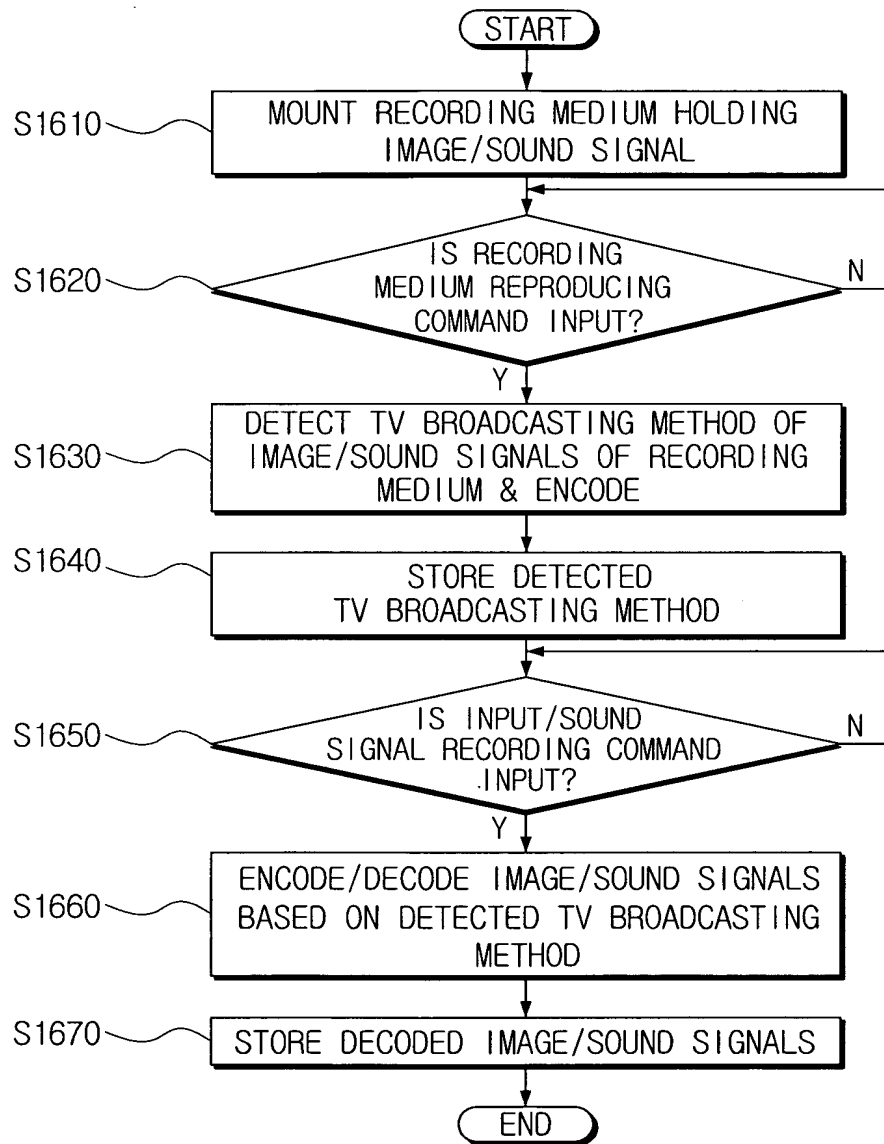 START
S1610
MOUNT RECORDING MEDIUM HOLDING
IMAGE/SOUND SIGNAL
S1620
IS RECORDING
MEDIUM REPRODUCING
COMMAND INPUT?
N
Y
S1630
DETECT TV BROADCASTING METHOD OF
IMAGE/SOUND SIGNALS OF RECORDING
MEDIUM & ENCODE
S1640
STORE DETECTED
TV BROADCASTING METHOD
S1650
IS INPUT/SOUND
SIGNAL RECORDING COMMAND
INPUT?
N
Y
S1660
ENCODE/DECODE IMAGE/SOUND SIGNALS
BASED ON DETECTED TV BROADCASTING
METHOD
S1670
STORE DECODED IMAGE/SOUND SIGNALS
END